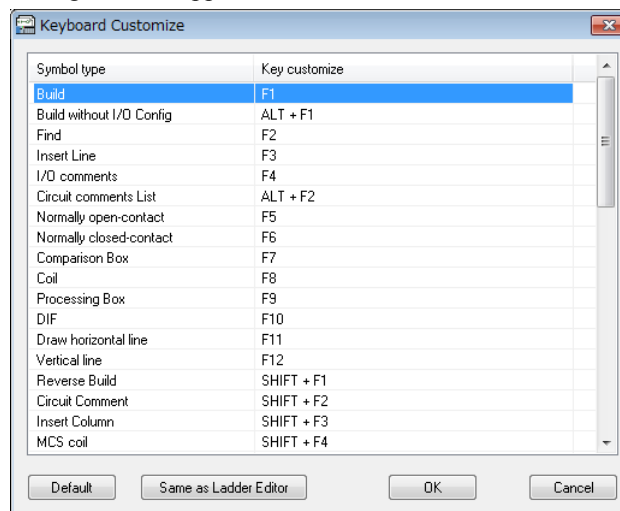 Keyboard Customize
Symbol type Key customize
Build F1
Build without I/O Config ALT + F1
Find F2
Insert Line F3
I/O comments F4
Circuit comments List ALT + F2
Normally open-contact F5
Normally closed-contact F6
Comparison Box F7
Coil F8
Processing Box F9
DIF F10
Draw horizontal line F11
Vertical line F12
Reverse Build SHIFT + F1
Circuit Comment SHIFT + F2
Insert Column SHIFT + F3
MCS coil SHIFT + F4
Default Same as Ladder Editor OK Cancel